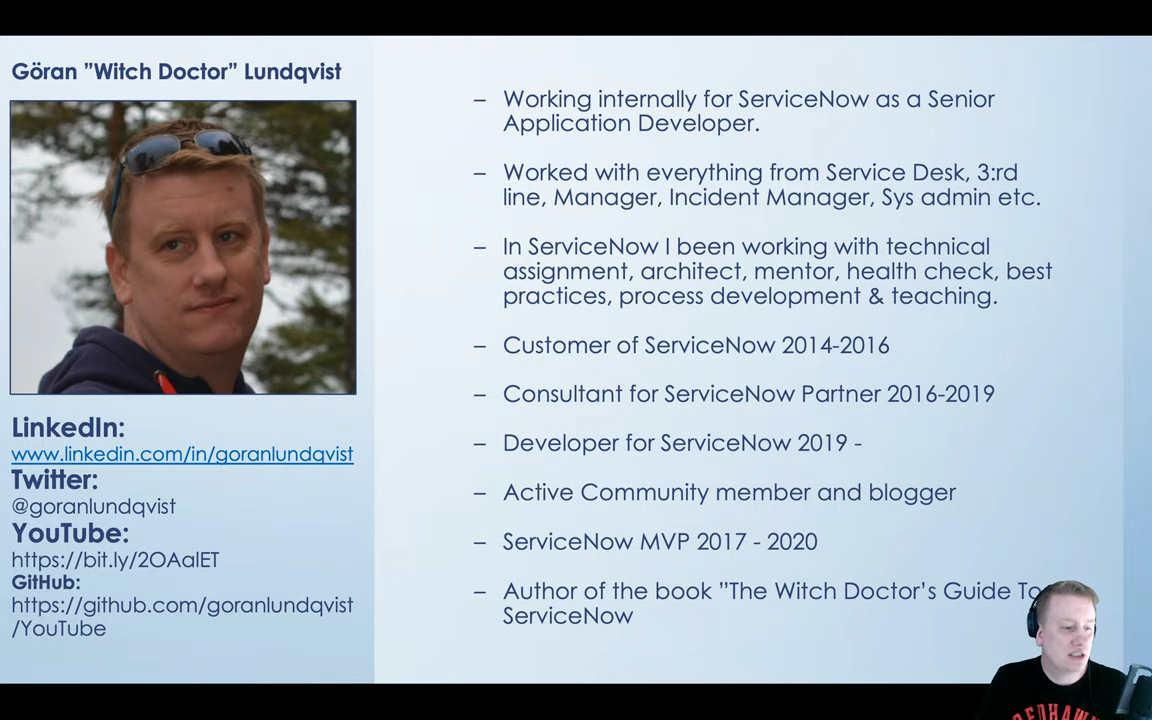 Göran ”Witch Doctor” Lundqvist
LinkedIn:
www.linkedin.com/in/goranlundqvist
Twitter:
@goranlundqvist
YouTube:
https://bit.ly/2OAalET
GitHub:
https://github.com/goranlundqvist
/YouTube
– Working internally for ServiceNow as a Senior
Application Developer.
– Worked with everything from Service Desk, 3:rd
line, Manager, Incident Manager, Sys admin etc.
– In ServiceNow I been working with technical
assignment, architect, mentor, health check, best
practices, process development & teaching.
– Customer of ServiceNow 2014-2016
– Consultant for ServiceNow Partner 2016-2019
– Developer for ServiceNow 2019 -
– Active Community member and blogger
– ServiceNow MVP 2017 - 2020
– Author of the book ”The Witch Doctor’s Guide To
ServiceNow